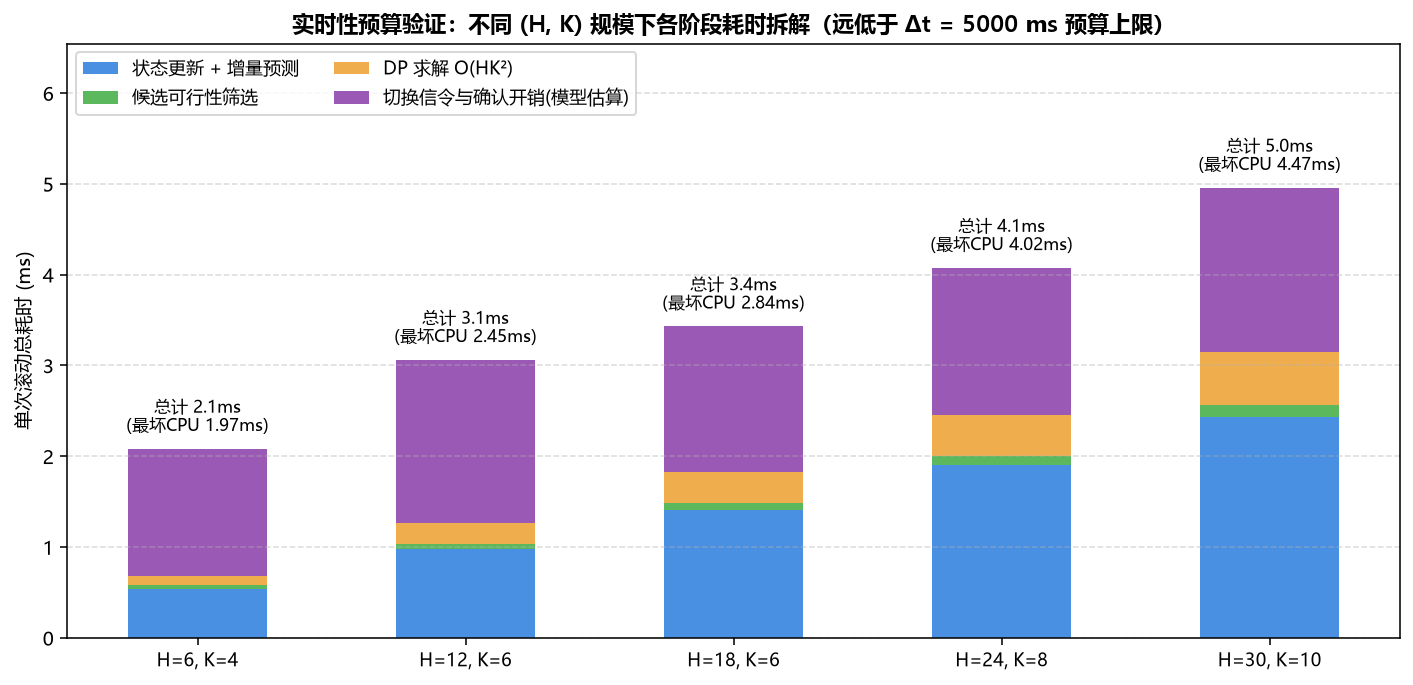 实时性预算验证：不同 (H, K) 规模下各阶段耗时拆解（远低于 Δt = 5000 ms 预算上限）
状态更新 + 增量预测
候选可行性筛选
DP 求解 O(HK²)
切换信令与确认开销(模型估算)
单次滚动总耗时 (ms)
6
5
4
3
2
1
0
总计 2.1ms
(最坏CPU 1.97ms)
总计 3.1ms
(最坏CPU 2.45ms)
总计 3.4ms
(最坏CPU 2.84ms)
总计 4.1ms
(最坏CPU 4.02ms)
总计 5.0ms
(最坏CPU 4.47ms)
H=6, K=4
H=12, K=6
H=18, K=6
H=24, K=8
H=30, K=10